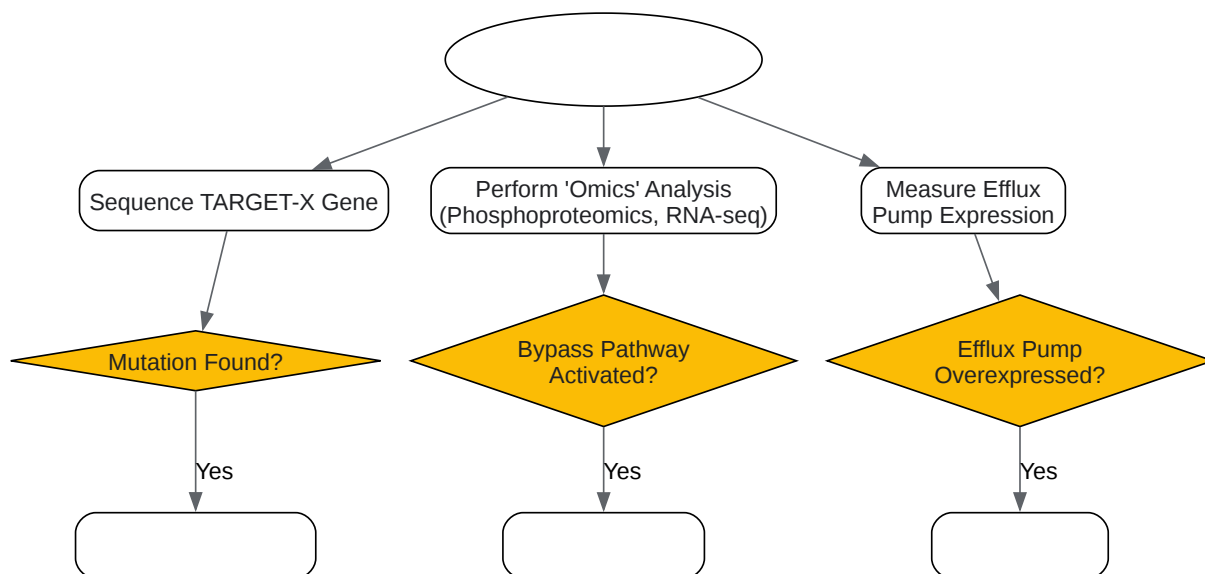 Sequence TARGET-X Gene
Perform 'Omics' Analysis
(Phosphoproteomics, RNA-seq)
Measure Efflux
Pump Expression
Mutation Found?
Bypass Pathway
Activated?
Efflux Pump
Overexpressed?
Yes
Yes
Yes